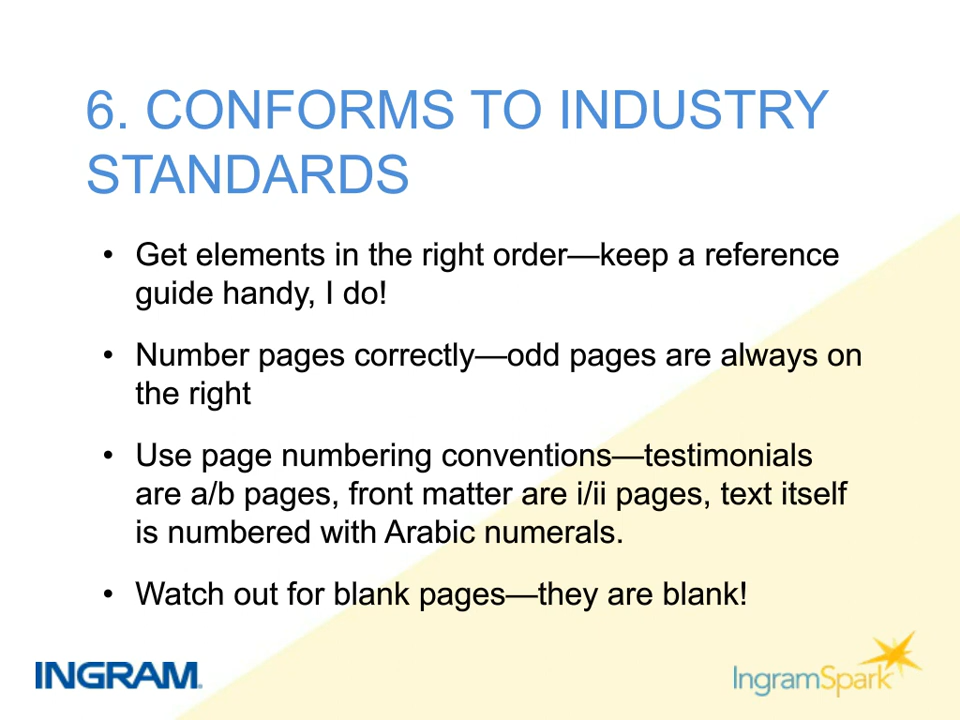 6. CONFORMS TO INDUSTRY
STANDARDS
• Get elements in the right order—keep a reference
guide handy, I do!
• Number pages correctly—odd pages are always on
the right
• Use page numbering conventions—testimonials
are a/b pages, front matter are i/ii pages, text itself
is numbered with Arabic numerals.
• Watch out for blank pages—they are blank!
INGRAM
IngramSpark